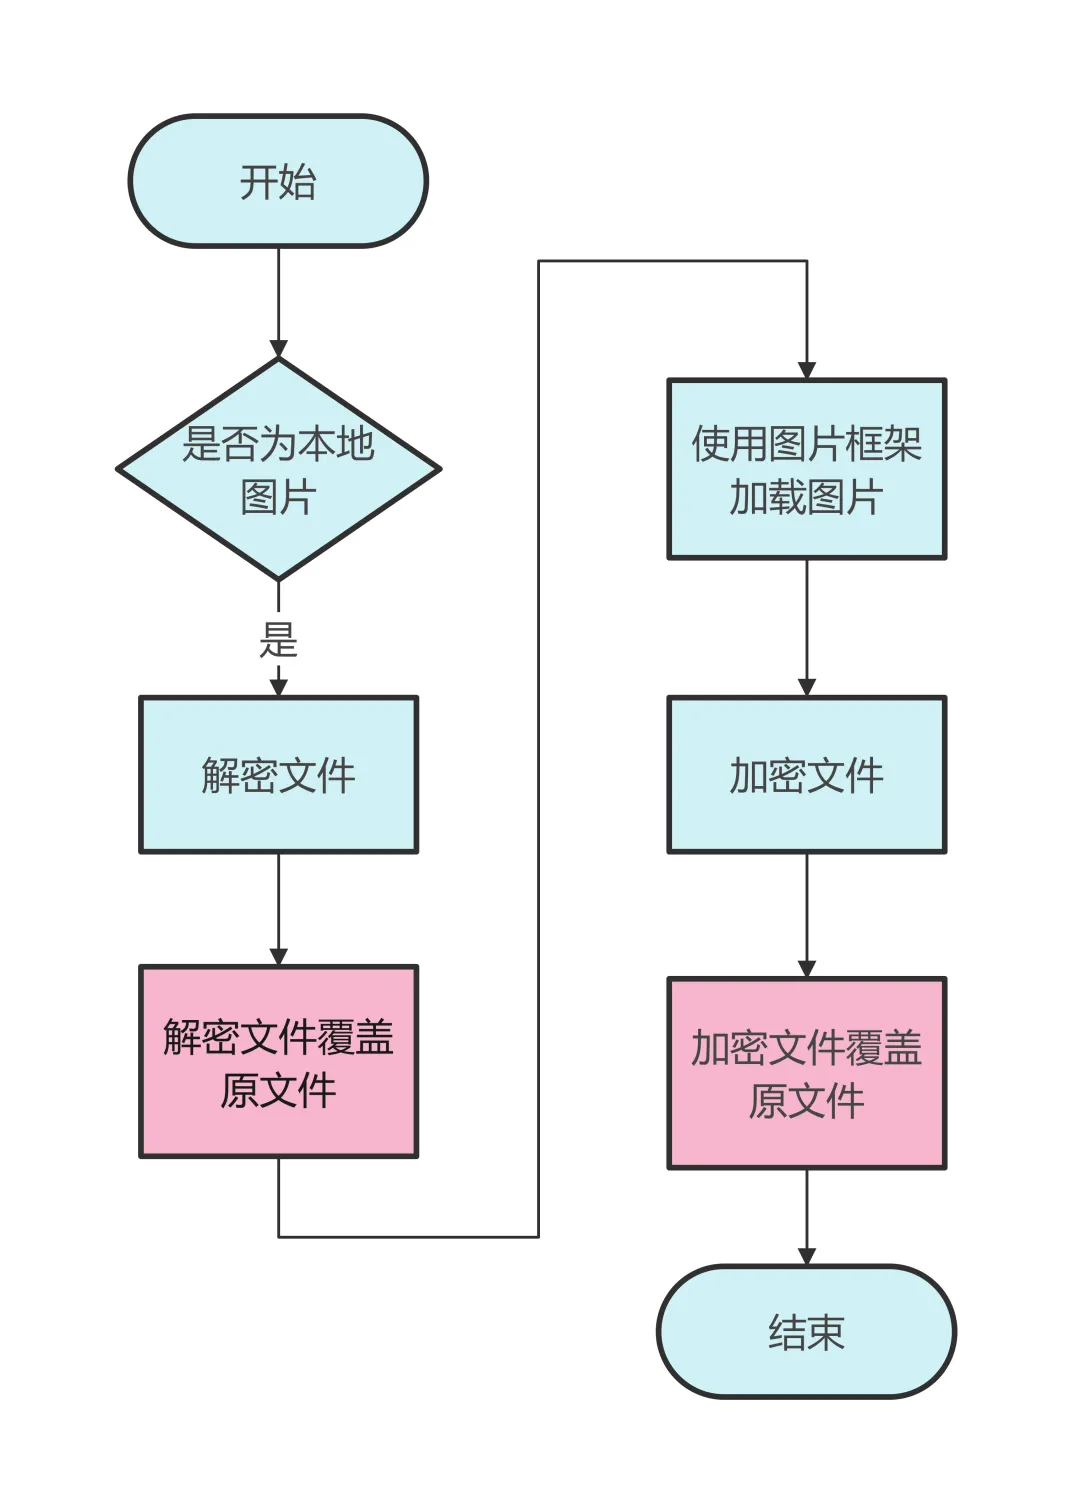 开始
是否为本地
图片
是
解密文件
解密文件覆盖
原文件
使用图片框架
加载图片
加密文件
加密文件覆盖
原文件
结束